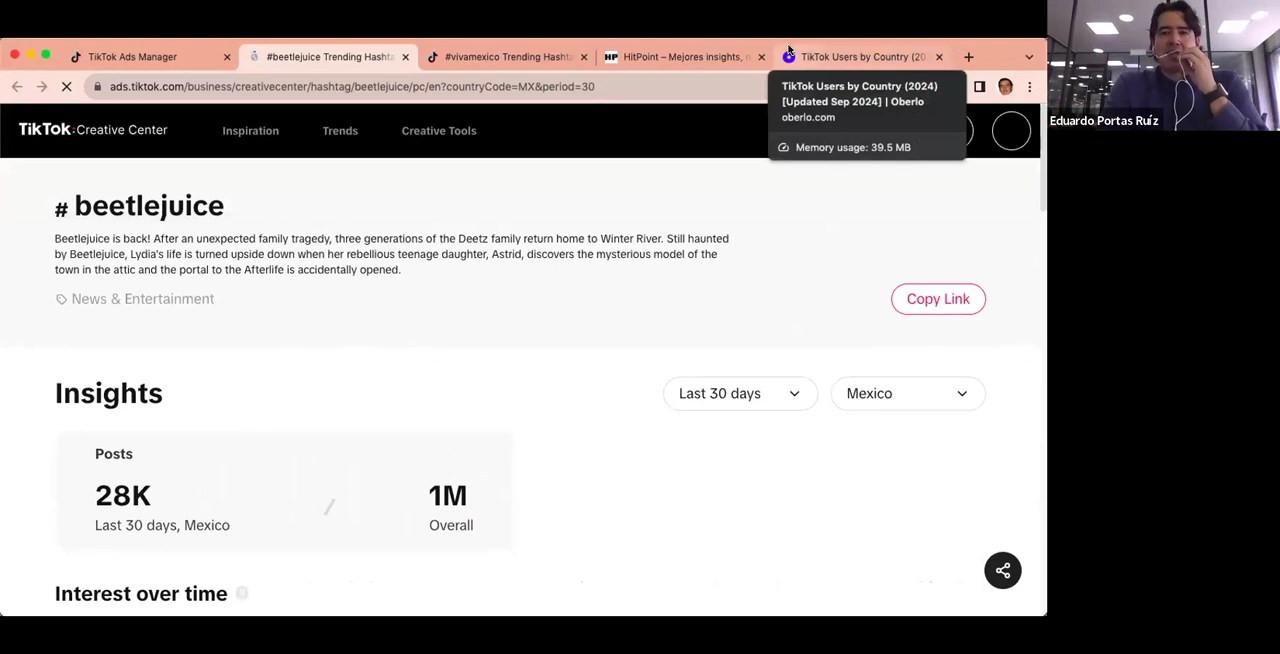 TikTok Ads Manager
#beetlejuice Trending Hashta
#vivamexico Trending Hashta
HP HitPoint – Mejores insights, n
TikTok Users by Country (20
ads.tiktok.com/business/creativecenter/hashtag/beetlejuice/pc/en?countryCode=MX&period=30
TikTok Users by Country (2024)
[Updated Sep 2024] | Oberlo
oberlo.com
Memory usage: 39.5 MB
Eduardo Portas Ruíz
TikTok: Creative Center
Inspiration
Trends
Creative Tools
# beetlejuice
Beetlejuice is back! After an unexpected family tragedy, three generations of the Deetz family return home to Winter River. Still haunted
by Beetlejuice, Lydia's life is turned upside down when her rebellious teenage daughter, Astrid, discovers the mysterious model of the
town in the attic and the portal to the Afterlife is accidentally opened.
News & Entertainment
Copy Link
Insights
Last 30 days
Mexico
Posts
28K
/
1M
Last 30 days, Mexico
Overall
Interest over time